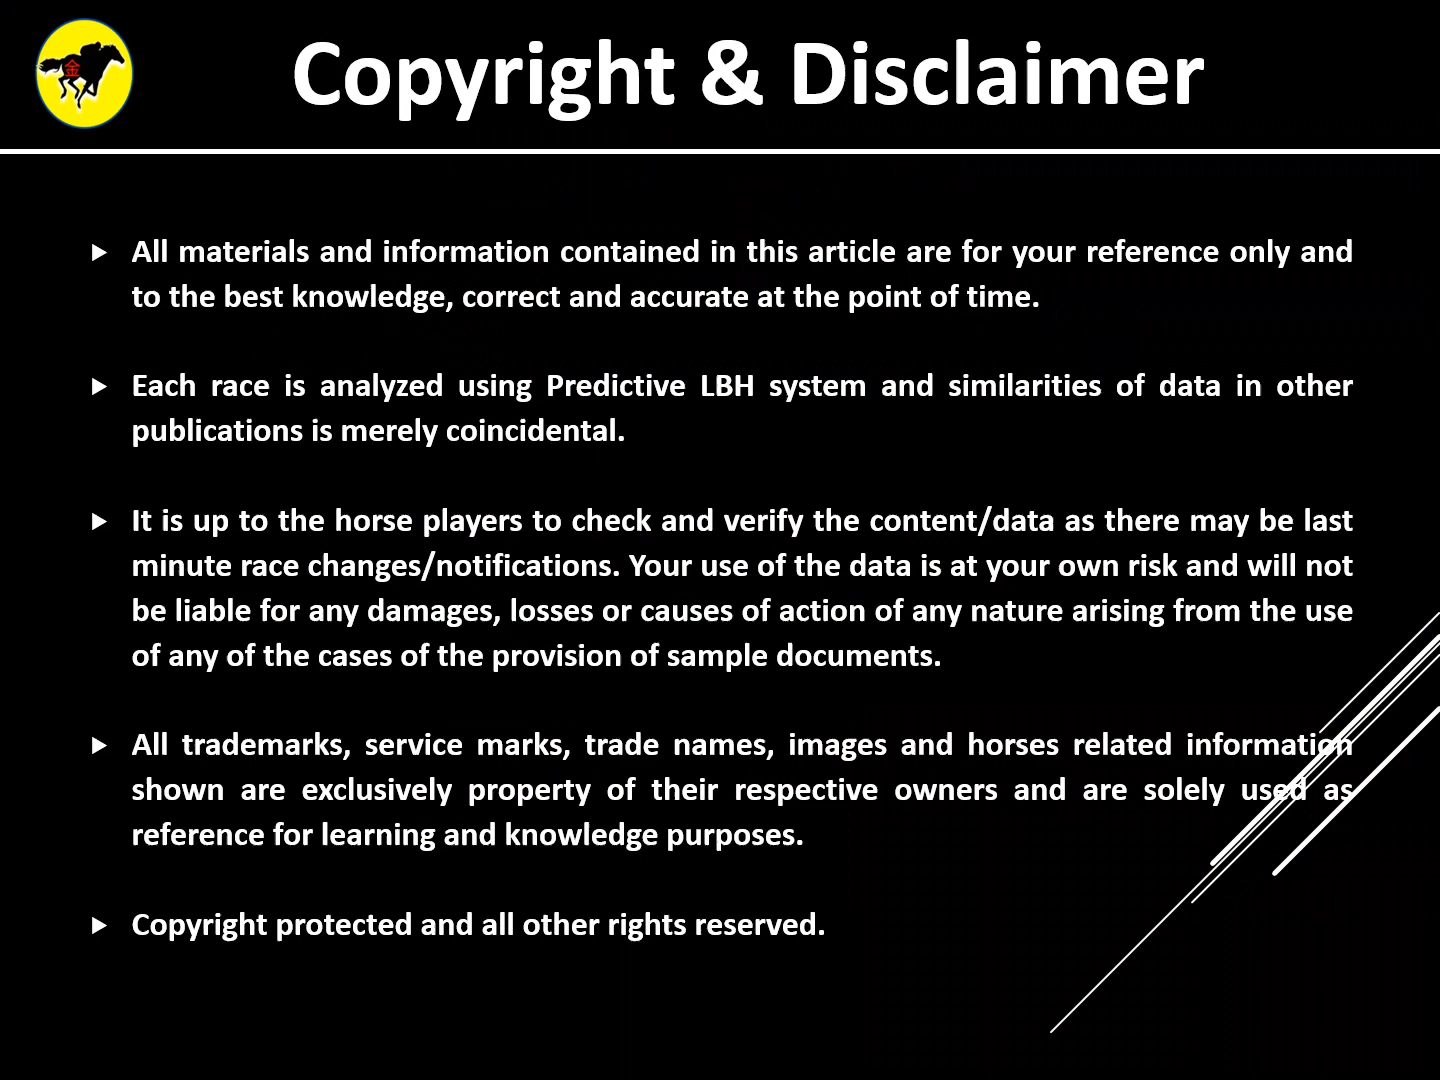 金
Copyright & Disclaimer
All materials and information contained in this article are for your reference only and
to the best knowledge, correct and accurate at the point of time.
Each race is analyzed using Predictive LBH system and similarities of data in other
publications is merely coincidental.
It is up to the horse players to check and verify the content/data as there may be last
minute race changes/notifications. Your use of the data is at your own risk and will not
be liable for any damages, losses or causes of action of any nature arising from the use
of any of the cases of the provision of sample documents.
All trademarks, service marks, trade names, images and horses related information
shown are exclusively property of their respective owners and are solely used as
reference for learning and knowledge purposes.
Copyright protected and all other rights reserved.